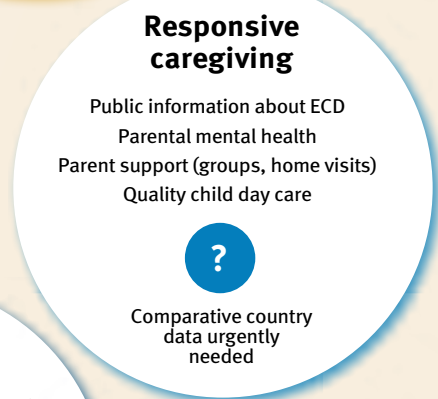 Responsive
caregiving
Public information about ECD
Parental mental health
Parent support (groups, home visits)
Quality child day care
?
Comparative country
data urgently
needed